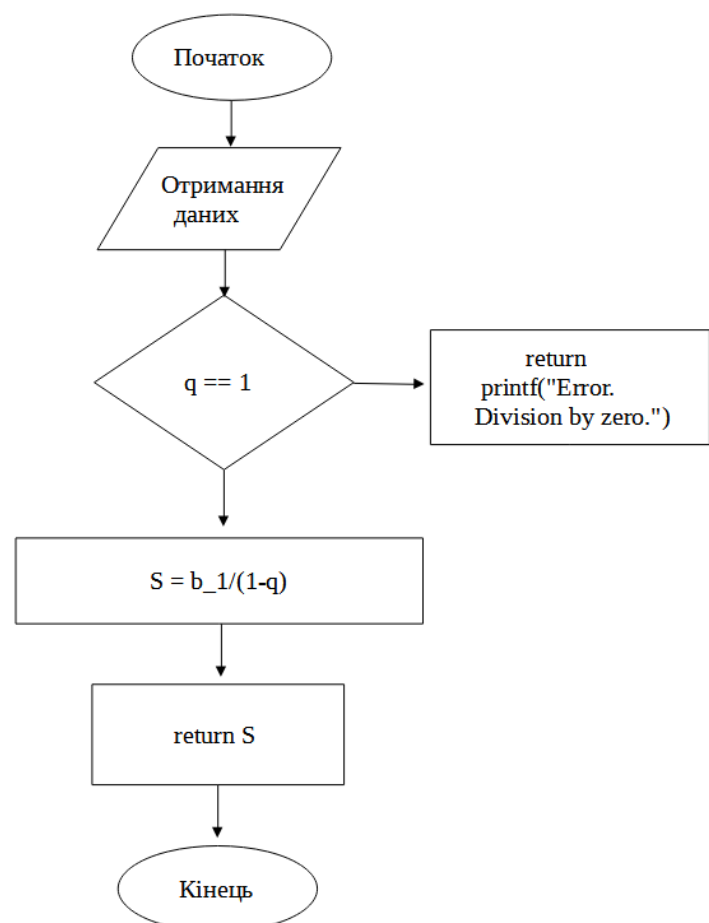 Початок
Отримання
даних
q == 1
return
printf("Error.
Division by zero.")
S = b_1/(1-q)
return S
Кінець